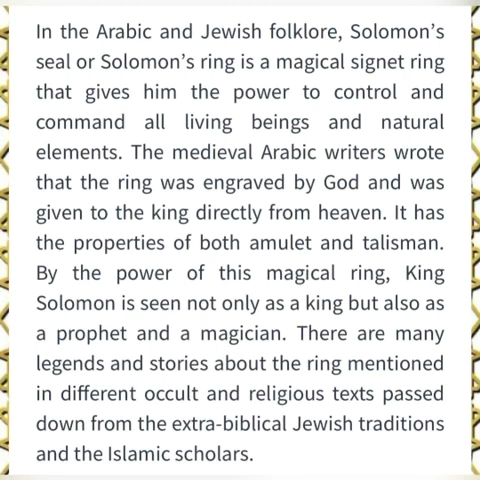 In the Arabic and Jewish folklore, Solomon's
seal or Solomon's ring is a magical signet ring
that gives him the power to control and
command all living beings and natural
elements. The medieval Arabic writers wrote
that the ring was engraved by God and was
given to the king directly from heaven. It has
the properties of both amulet and talisman.
By the power of this magical ring, King
Solomon is seen not only as a king but also as
a prophet and a magician. There are many
legends and stories about the ring mentioned
in different occult and religious texts passed
down from the extra-biblical Jewish traditions
and the Islamic scholars.